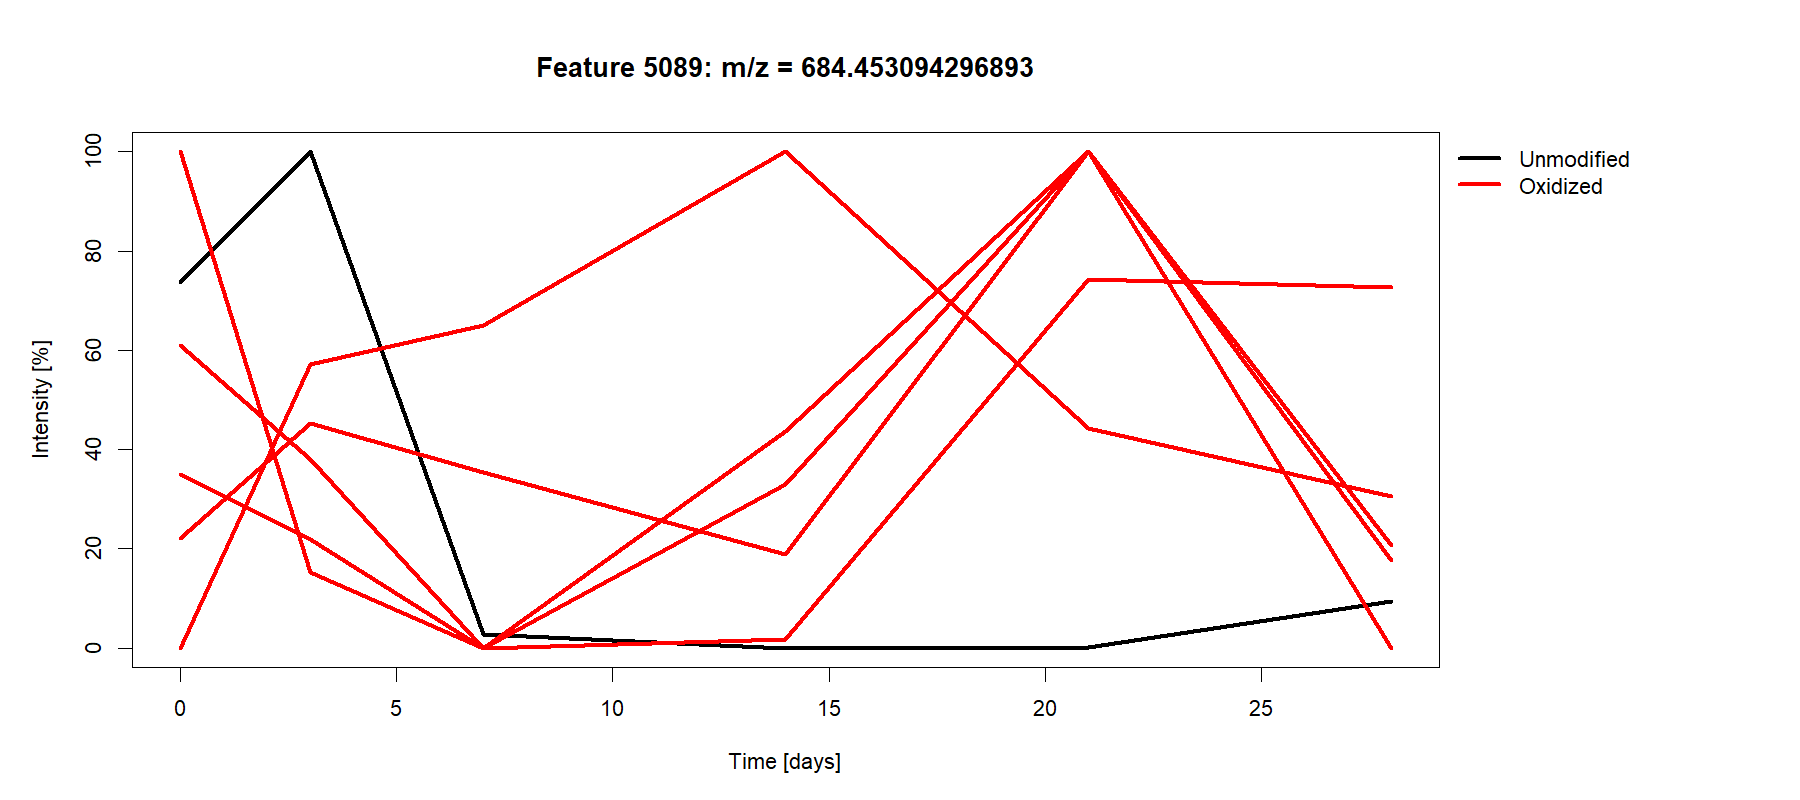 Feature 5089: m/z = 684.453094296893
Unmodified
Oxidized
Intensity [%]
100
80
60
40
20
0
0 5 10 15 20 25
Time [days]